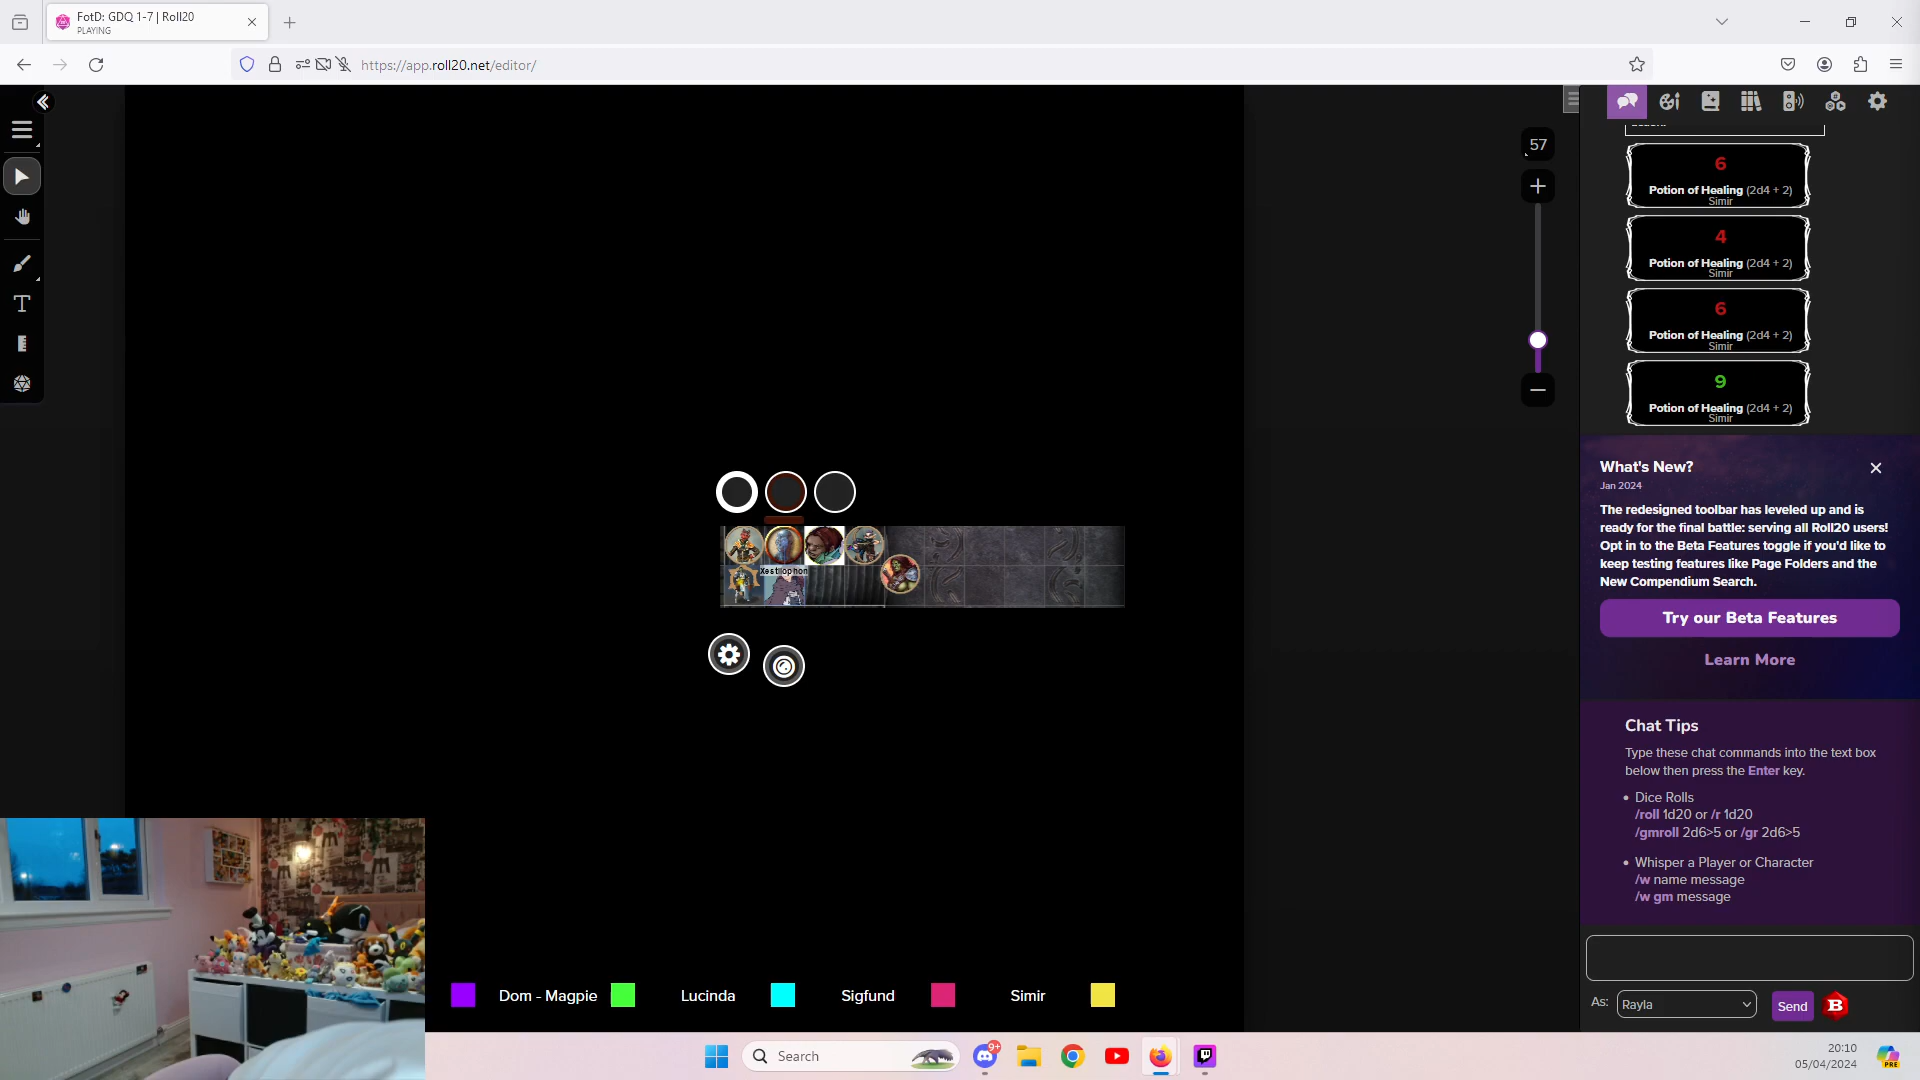 FotD: GDQ 1-7 | Roll20
PLAYING
https://app.roll20.net/editor/
57
6
Potion of Healing (2d4 + 2)
Simir
4
Potion of Healing (2d4 + 2)
Simir
6
Potion of Healing (2d4 + 2)
Simir
9
Potion of Healing (2d4 + 2)
Simir
What's New?
Jan 2024
The redesigned toolbar has leveled up and is
ready for the final battle: serving all Roll20 users!
Opt in to the Beta Features toggle if you'd like to
keep testing features like Page Folders and the
New Compendium Search.
Try our Beta Features
Learn More
Xestilophon
Chat Tips
Type these chat commands into the text box
below then press the Enter key.
• Dice Rolls
/roll 1d20 or /r 1d20
/gmroll 2d6>5 or /gr 2d6>5
• Whisper a Player or Character
/w name message
/w gm message
As: Rayla Send B
Dom - Magpie Lucinda Sigfund Simir
Search
9+
20:10
05/04/2024
PRE